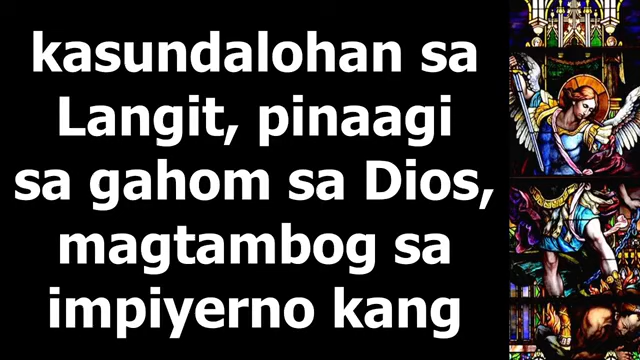 kasundalohan sa
Langit, pinaagi
sa gahom sa Dios,
magtambog sa
impiyerno kang